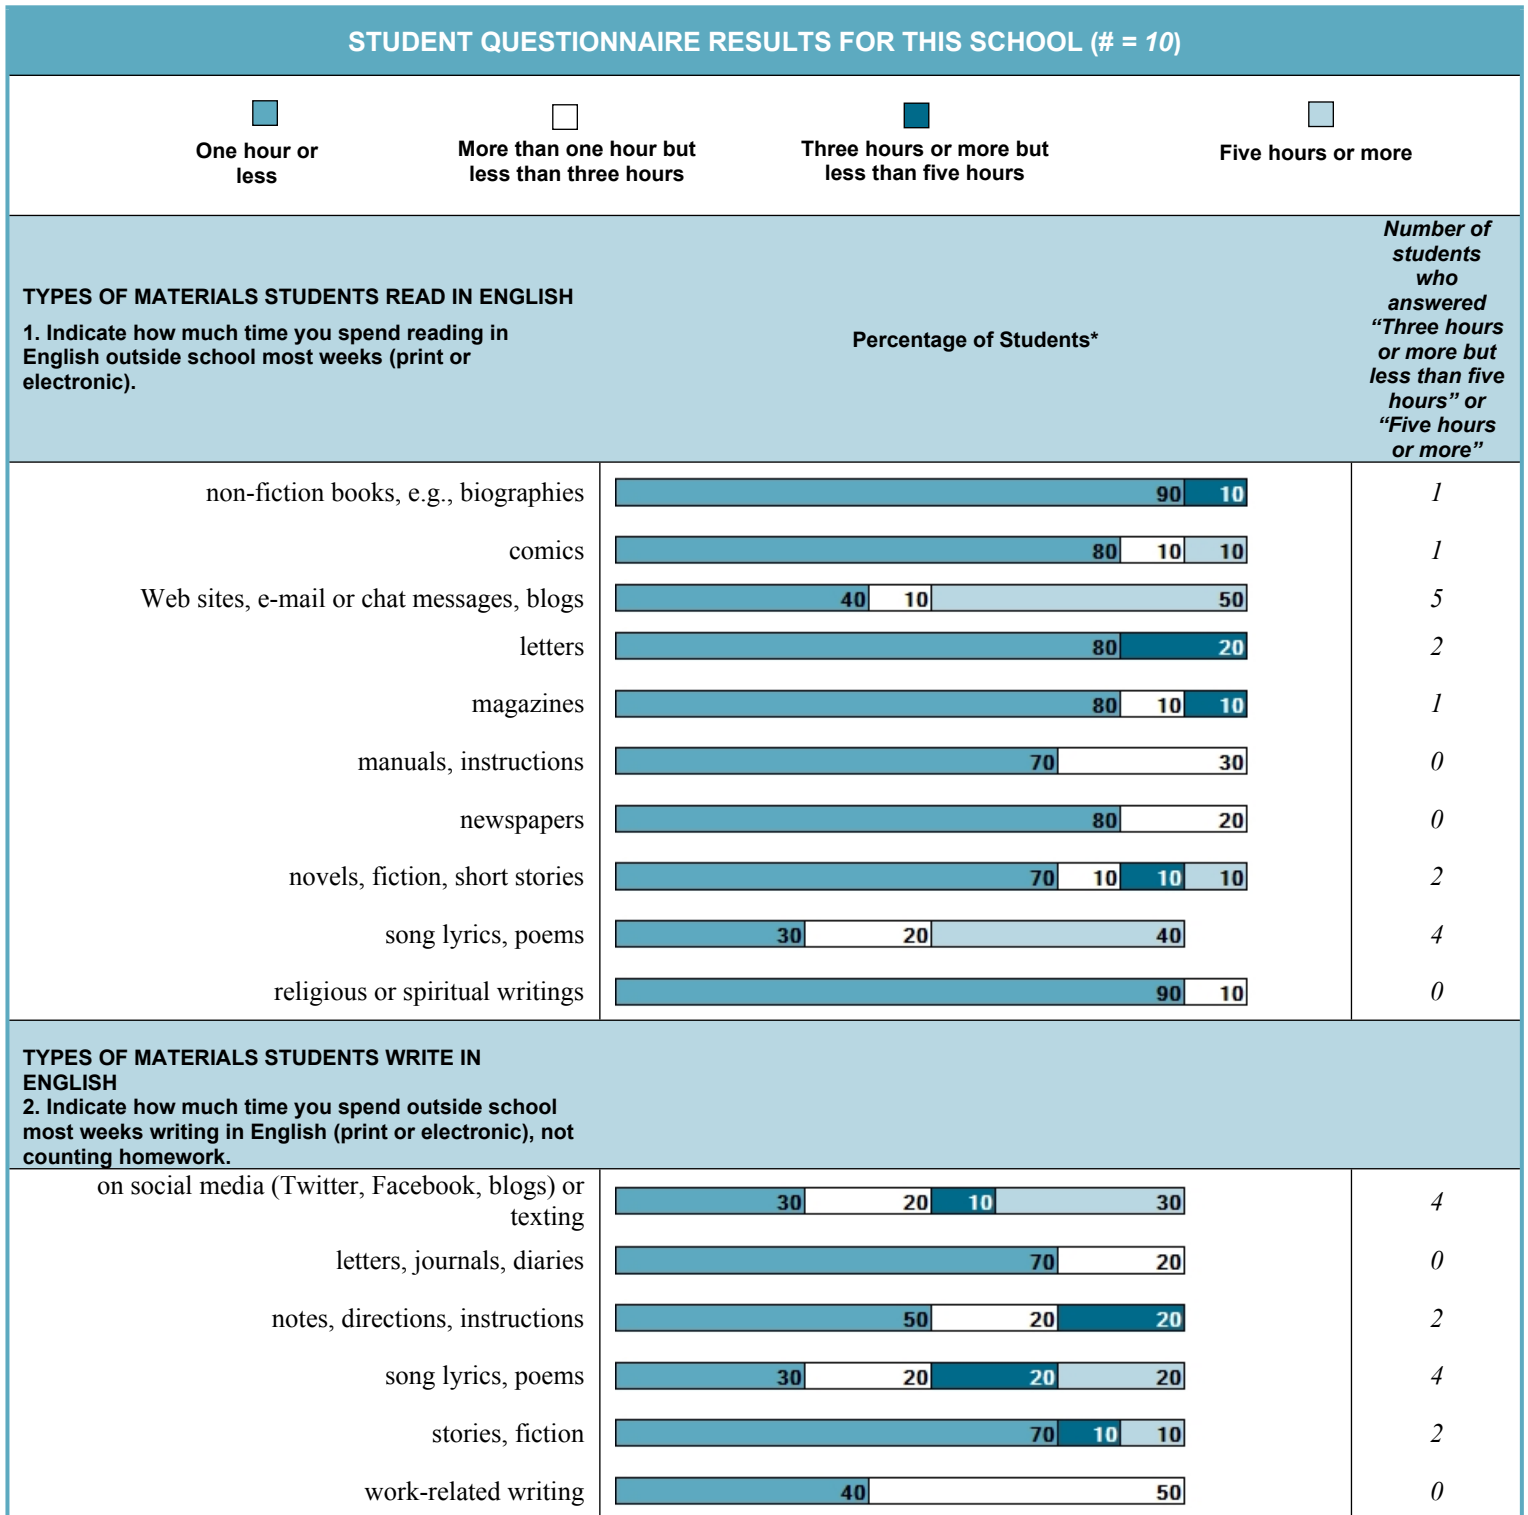 STUDENT QUESTIONNAIRE RESULTS FOR THIS SCHOOL (# = 10)
One hour or
less
More than one hour but
less than three hours
Three hours or more but
less than five hours
Five hours or more
TYPES OF MATERIALS STUDENTS READ IN ENGLISH
1. Indicate how much time you spend reading in
English outside school most weeks (print or
electronic).
Percentage of Students*
Number of
students
who
answered
“Three hours
or more but
less than five
hours” or
“Five hours
or more”
non-fiction books, e.g., biographies 90 10 1
comics 80 10 10 1
Web sites, e-mail or chat messages, blogs 40 10 50 5
letters 80 20 2
magazines 80 10 10 1
manuals, instructions 70 30 0
newspapers 80 20 0
novels, fiction, short stories 70 10 10 10 2
song lyrics, poems 30 20 40 4
religious or spiritual writings 90 10 0
TYPES OF MATERIALS STUDENTS WRITE IN
ENGLISH
2. Indicate how much time you spend outside school
most weeks writing in English (print or electronic), not
counting homework.
on social media (Twitter, Facebook, blogs) or
texting 30 20 10 30 4
letters, journals, diaries 70 20 0
notes, directions, instructions 50 20 20 2
song lyrics, poems 30 20 20 20 4
stories, fiction 70 10 10 2
work-related writing 40 50 0